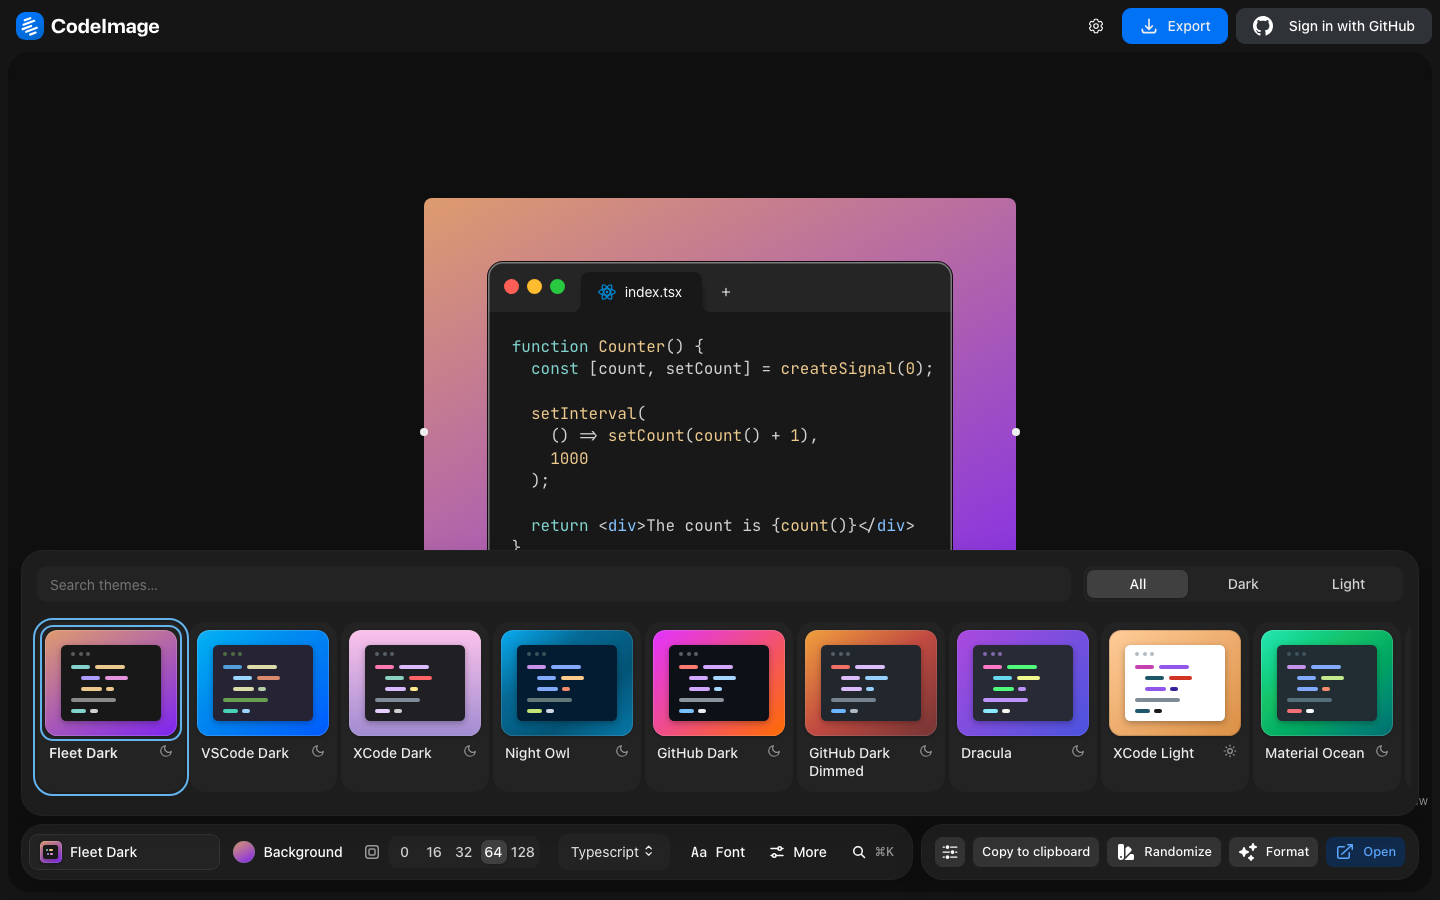 CodeImage
Export
Sign in with GitHub
index.tsx
+
function Counter() {
  const [count, setCount] = createSignal(0);
  setInterval(
    () => setCount(count() + 1),
    1000
  );
  return <div>The count is {count()}</div>
}
Search themes...
All
Dark
Light
Fleet Dark
VSCode Dark
XCode Dark
Night Owl
GitHub Dark
GitHub Dark
Dimmed
Dracula
XCode Light
Material Ocean
Fleet Dark
Background
0 16 32 64 128
Typescript
Aa Font
More
⌘K
Copy to clipboard
Randomize
Format
Open